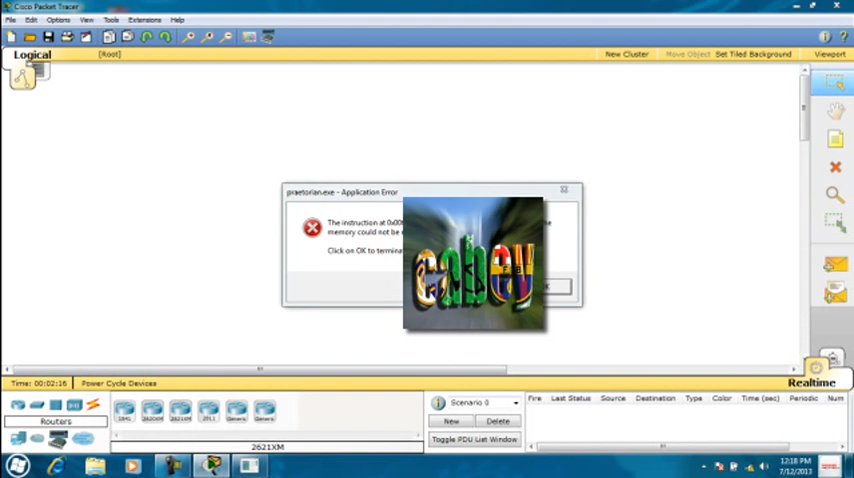 Cisco Packet Tracer
File Edit Options View Tools Extensions Help
Logical [Root] New Cluster Move Object Set Tiled Background Viewport
praetorian.exe - Application Error
The instruction at
memory could not be
Click on OK to
cabey
Time: 00:02:16 Power Cycle Devices Realtime
1841 2620XM 2621XM 2811 Generic Generic
Routers
2621XM
Scenario 0
New Delete
Toggle PDU List Window
Fire Last Status Source Destination Type Color Time (sec) Periodic Num
12:18 PM
7/12/2013